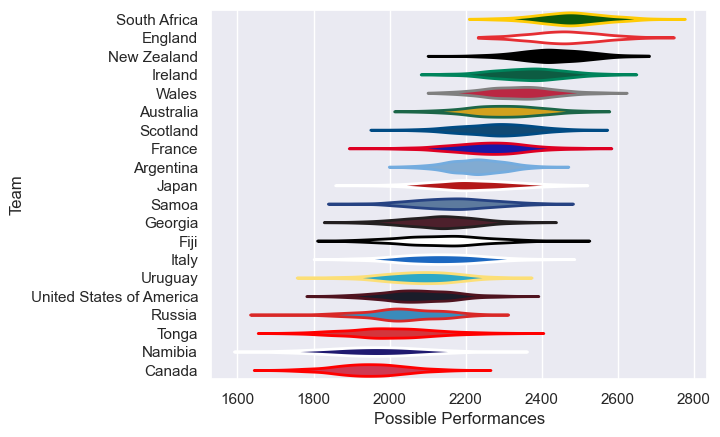 South Africa
England
New Zealand
Ireland
Wales
Australia
Scotland
France
Argentina
Japan
Samoa
Georgia
Fiji
Italy
Uruguay
United States of America
Russia
Tonga
Namibia
Canada
Team
1600 1800 2000 2200 2400 2600 2800
Possible Performances